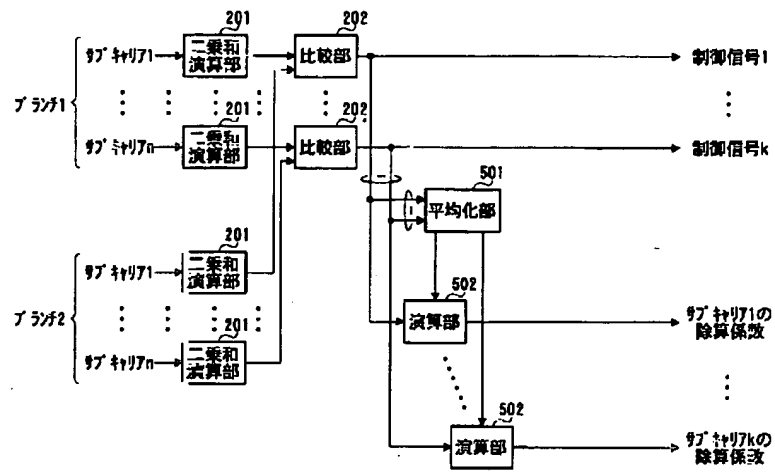 201
202
サブキャリア1
二乗和
演算部
比較部
制御信号1
ブランチ1
201
202
サブキャリアn
二乗和
演算部
比較部
制御信号k
501
平均化部
201
サブキャリア1
二乗和
演算部
502
ブランチ2
演算部
サブキャリア1の
除算係数
201
サブキャリアn
二乗和
演算部
502
演算部
サブキャリアkの
除算係数